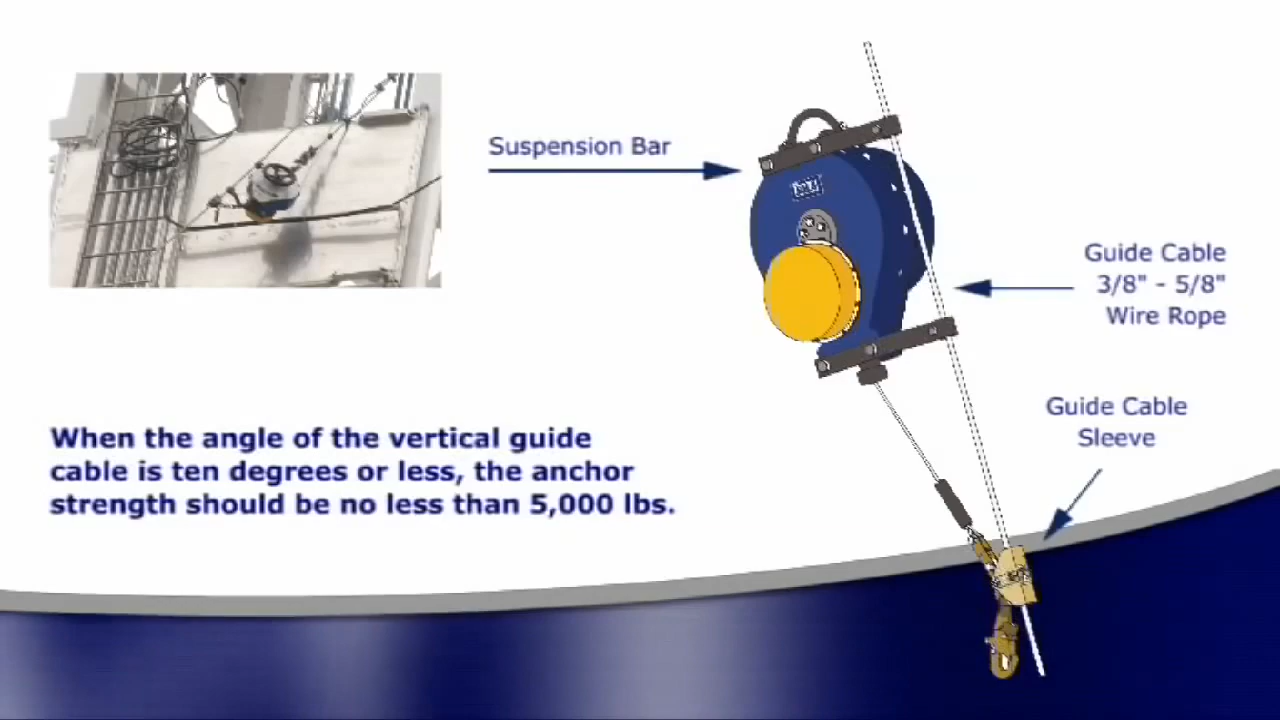 Suspension Bar
Guide Cable
3/8" - 5/8"
Wire Rope
Guide Cable
Sleeve
When the angle of the vertical guide
cable is ten degrees or less, the anchor
strength should be no less than 5,000 lbs.